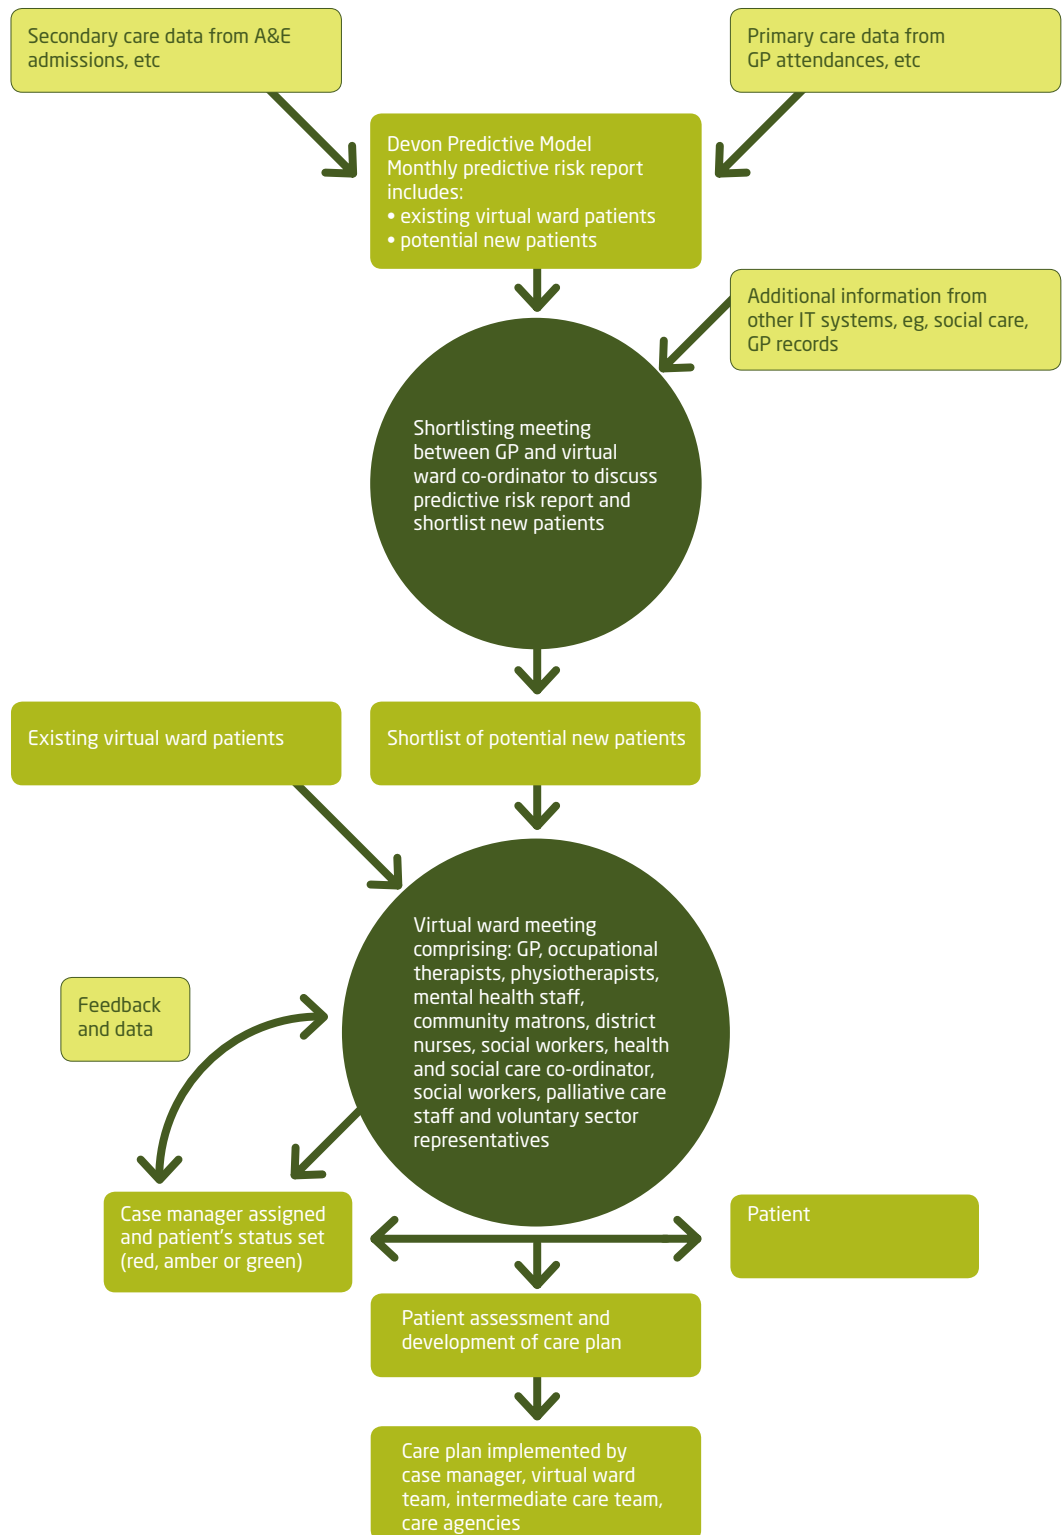 Secondary care data from A&E
admissions, etc
Primary care data from
GP attendances, etc
Devon Predictive Model
Monthly predictive risk report
includes:
• existing virtual ward patients
• potential new patients
Additional information from
other IT systems, eg, social care,
GP records
Shortlisting meeting
between GP and virtual
ward co-ordinator to discuss
predictive risk report and
shortlist new patients
Existing virtual ward patients
Shortlist of potential new patients
Virtual ward meeting
comprising: GP, occupational
therapists, physiotherapists,
mental health staff,
community matrons, district
nurses, social workers, health
and social care co-ordinator,
social workers, palliative care
staff and voluntary sector
representatives
Feedback
and data
Case manager assigned
and patient's status set
(red, amber or green)
Patient
Patient assessment and
development of care plan
Care plan implemented by
case manager, virtual ward
team, intermediate care team,
care agencies